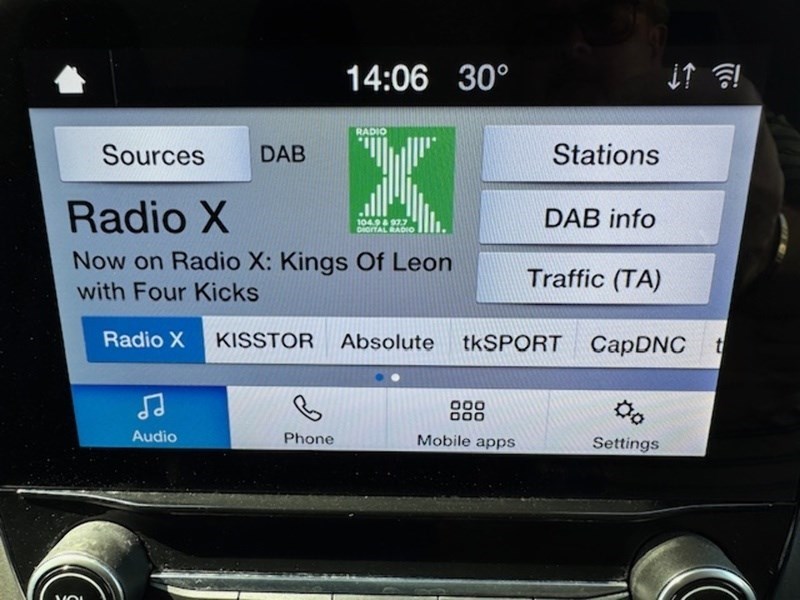 14:06 30°
Sources
DAB
RADIO
X
104.9 & 97.7
DIGITAL RADIO
Stations
Radio X
DAB info
Now on Radio X: Kings Of Leon
with Four Kicks
Traffic (TA)
Radio X KISSTOR Absolute tkSPORT CapDNC t
Audio Phone Mobile apps Settings
VOL